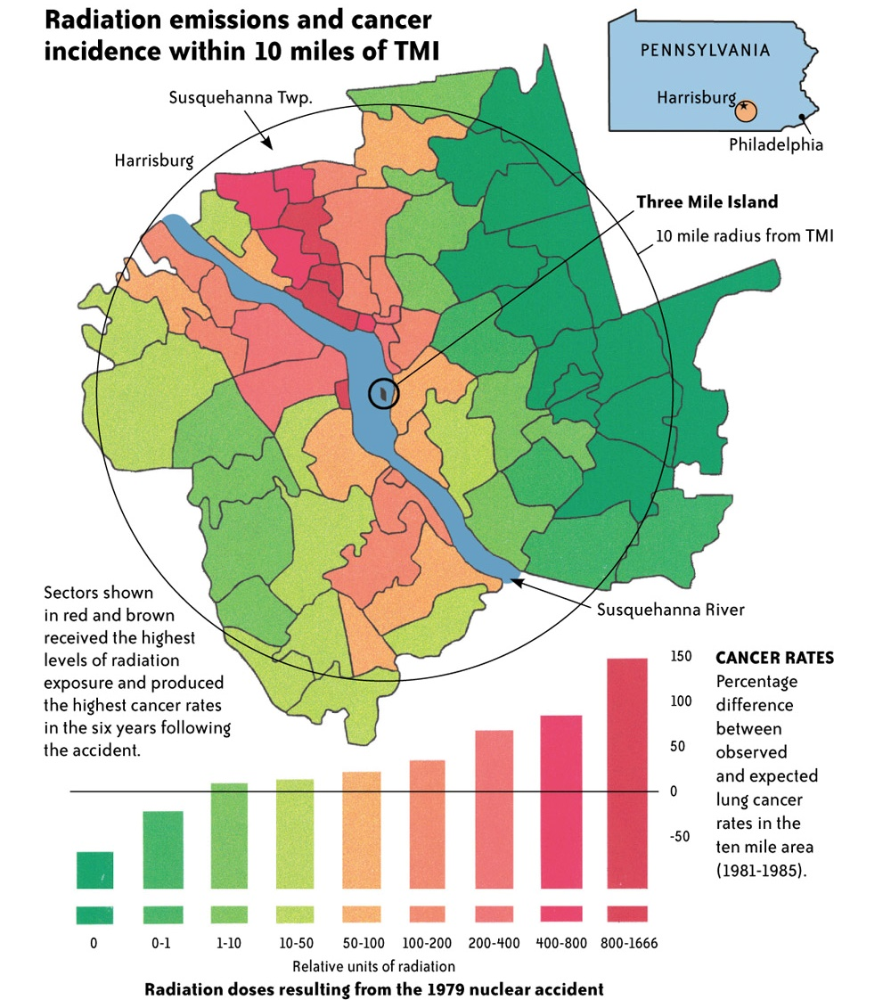 Radiation emissions and cancer
incidence within 10 miles of TMI
PENNSYLVANIA
Harrisburg
Philadelphia
Susquehanna Twp.
Harrisburg
Three Mile Island
10 mile radius from TMI
Susquehanna River
Sectors shown
in red and brown
received the highest
levels of radiation
exposure and produced
the highest cancer rates
in the six years following
the accident.
150
100
50
0
-50
CANCER RATES
Percentage
difference
between
observed
and expected
lung cancer
rates in the
ten mile area
(1981-1985).
0
0-1
1-10
10-50
50-100
100-200
200-400
400-800
800-1666
Relative units of radiation
Radiation doses resulting from the 1979 nuclear accident